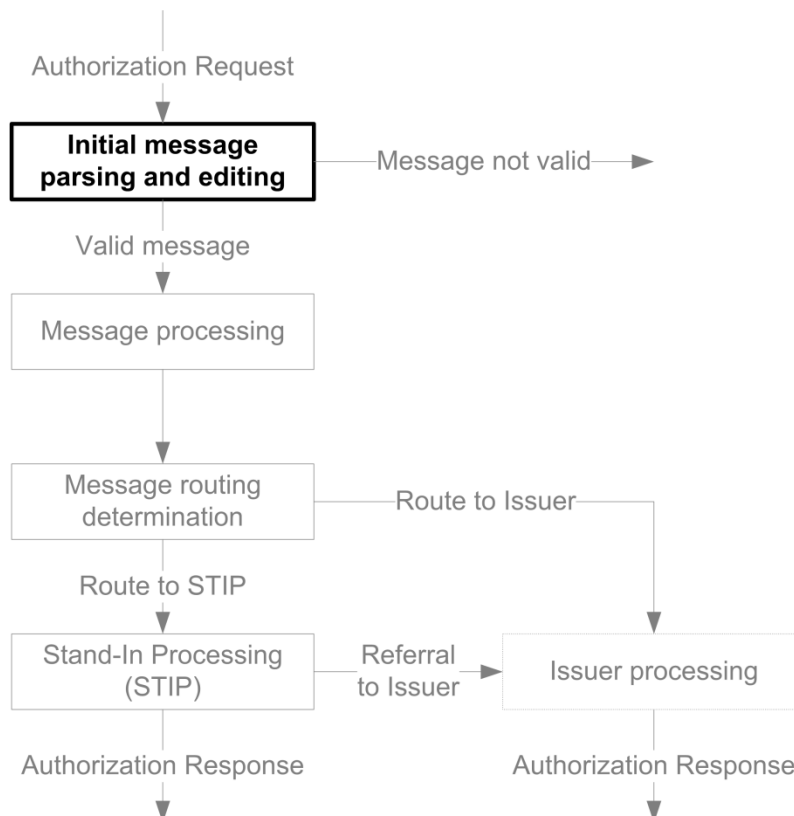 Authorization Request
Initial message
parsing and editing
Message not valid
Valid message
Message processing
Message routing
determination
Route to Issuer
Route to STIP
Stand-In Processing
(STIP)
Referral
to Issuer
Issuer processing
Authorization Response
Authorization Response